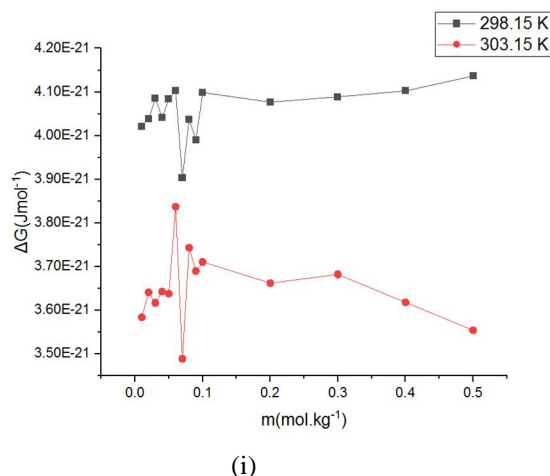 298.15 K
303.15 K
4.20E-21
4.10E-21
4.00E-21
3.90E-21
3.80E-21
3.70E-21
3.60E-21
3.50E-21
ΔG(Jmol⁻¹)
0.0 0.1 0.2 0.3 0.4 0.5
m(mol.kg⁻¹)
(i)